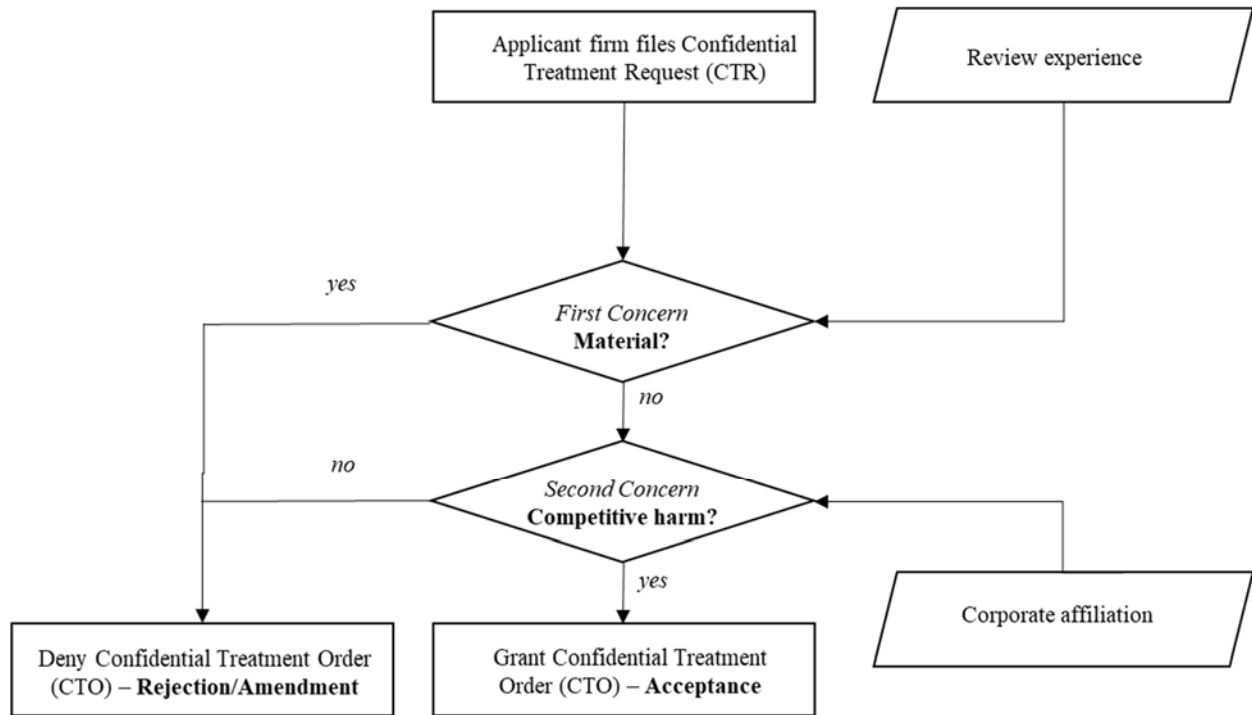 Applicant firm files Confidential
Treatment Request (CTR)
Review experience
yes
First Concern
Material?
no
no
Second Concern
Competitive harm?
yes
Corporate affiliation
Deny Confidential Treatment Order
(CTO) – Rejection/Amendment
Grant Confidential Treatment
Order (CTO) – Acceptance